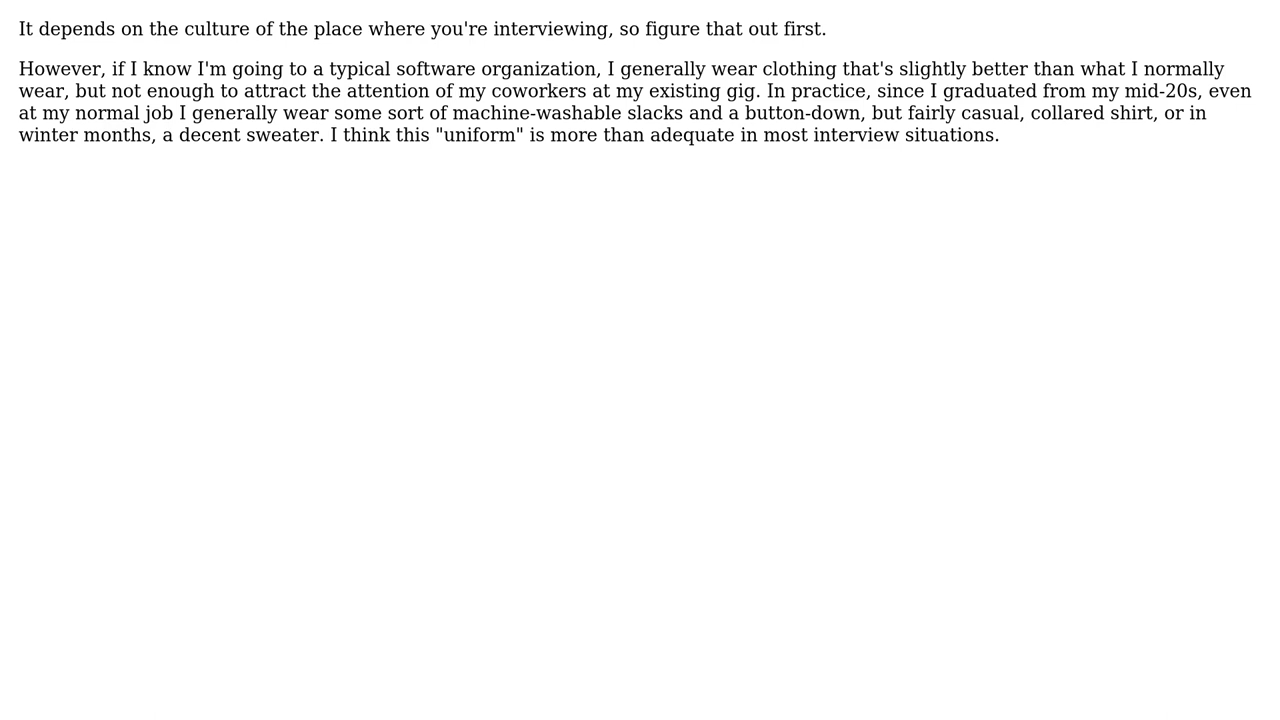 It depends on the culture of the place where you're interviewing, so figure that out first.
However, if I know I'm going to a typical software organization, I generally wear clothing that's slightly better than what I normally
wear, but not enough to attract the attention of my coworkers at my existing gig. In practice, since I graduated from my mid-20s, even
at my normal job I generally wear some sort of machine-washable slacks and a button-down, but fairly casual, collared shirt, or in
winter months, a decent sweater. I think this "uniform" is more than adequate in most interview situations.